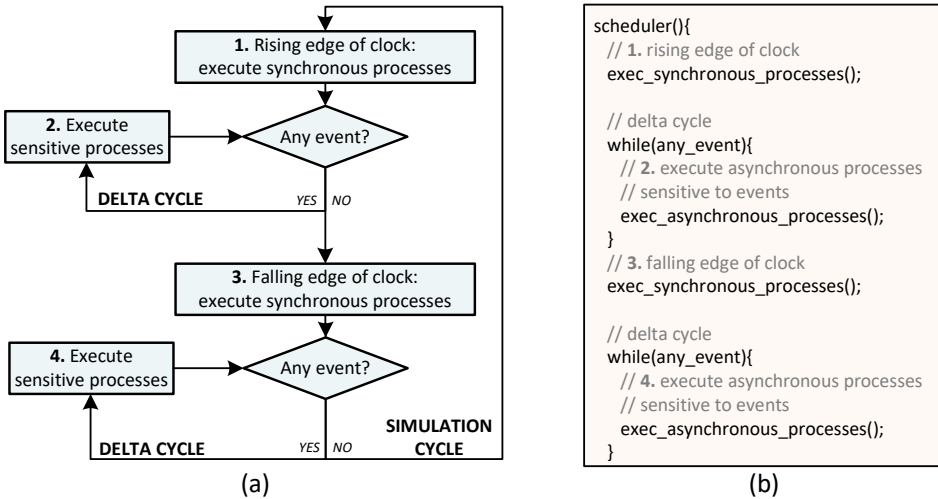 1. Rising edge of clock:
execute synchronous processes
Any event?
2. Execute
sensitive processes
DELTA CYCLE
YES
NO
3. Falling edge of clock:
execute synchronous processes
Any event?
4. Execute
sensitive processes
DELTA CYCLE
YES
NO
SIMULATION
CYCLE
(a)
scheduler(){
// 1. rising edge of clock
exec_synchronous_processes();
// delta cycle
while(any_event){
// 2. execute asynchronous processes
// sensitive to events
exec_asynchronous_processes();
}
// 3. falling edge of clock
exec_synchronous_processes();
// delta cycle
while(any_event){
// 4. execute asynchronous processes
// sensitive to events
exec_asynchronous_processes();
}
(b)